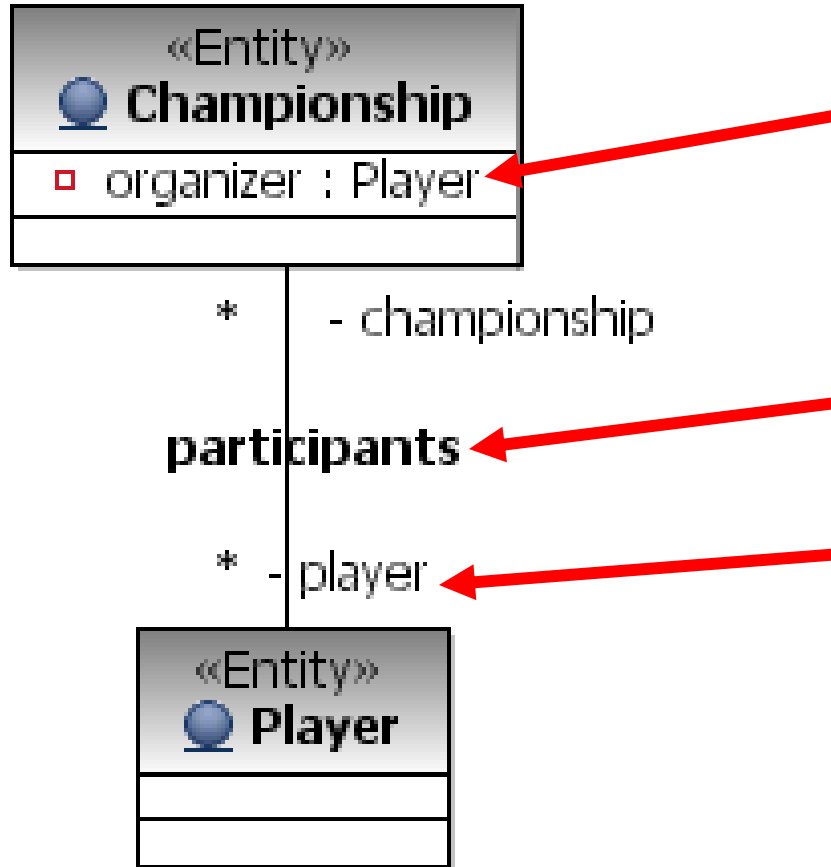 «Entity»
Championship
organizer : Player
* - championship
participants
* - player
«Entity»
Player